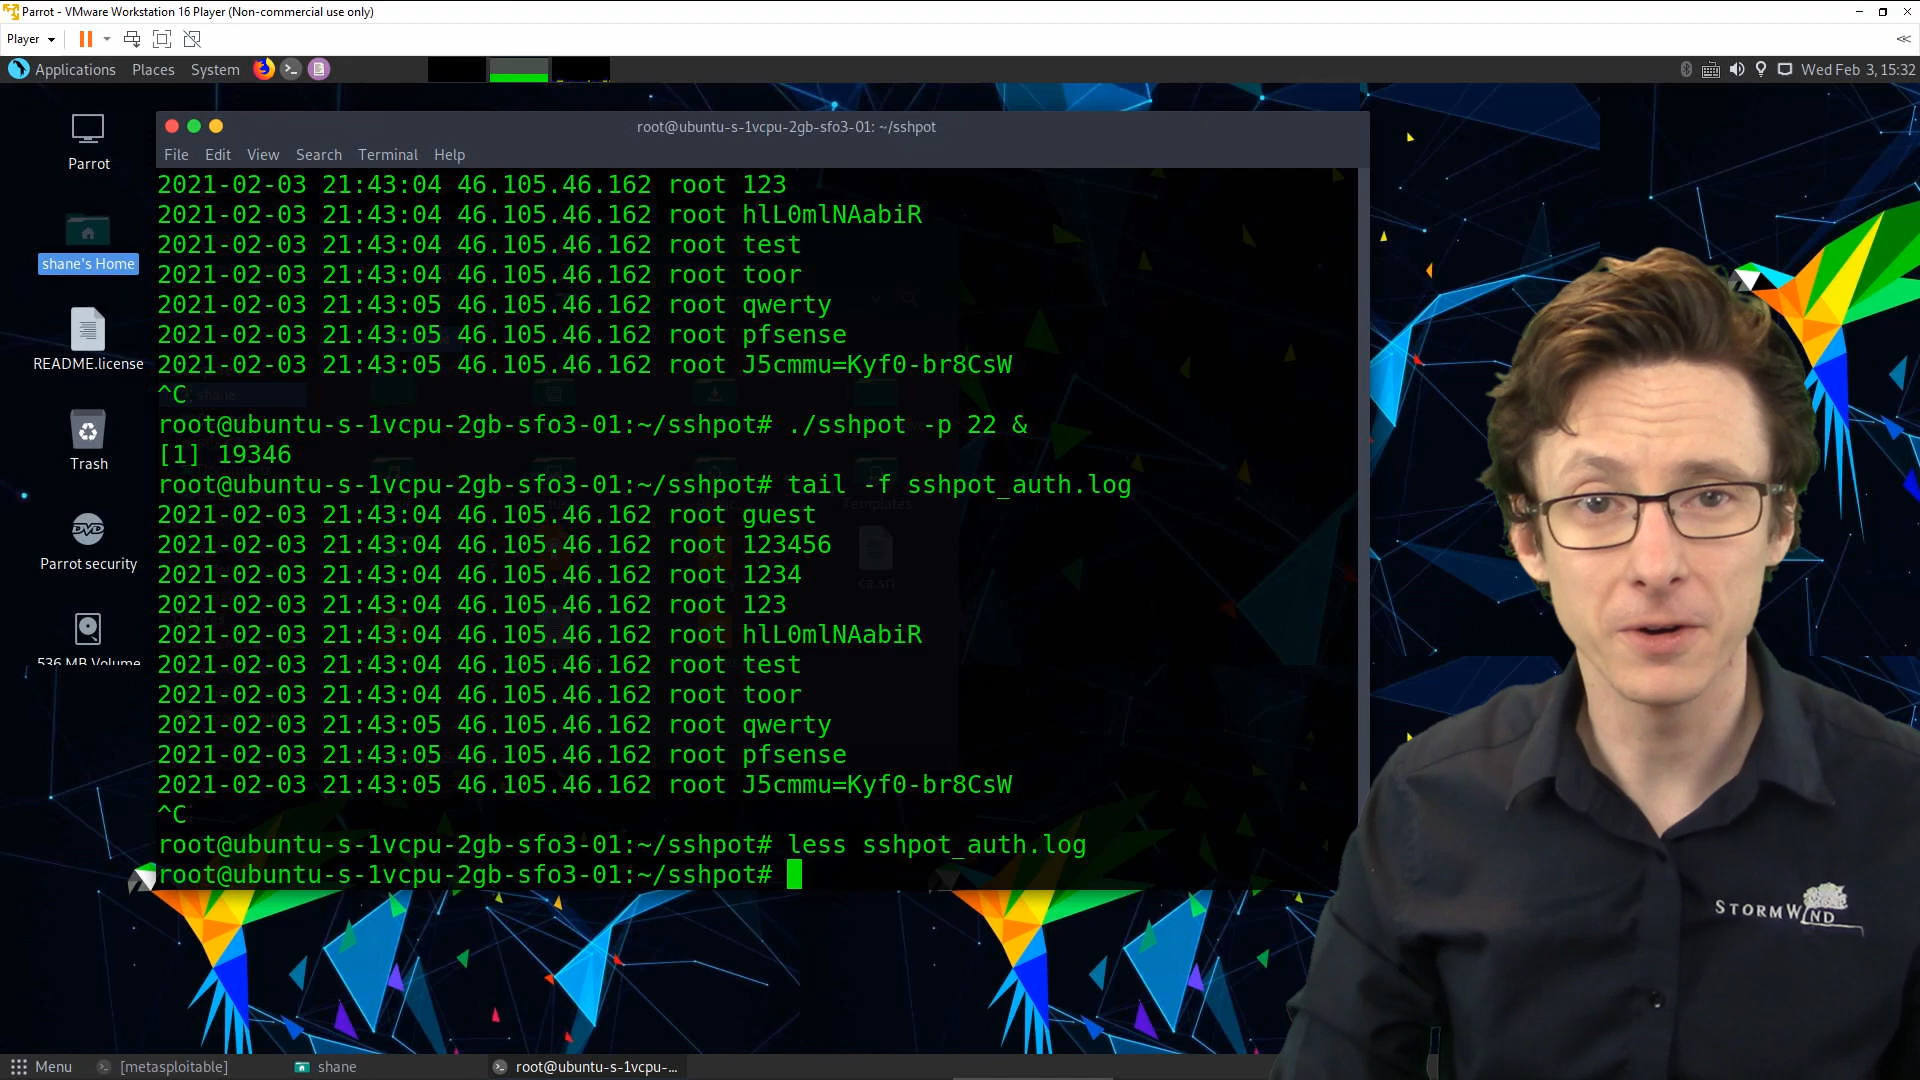 Parrot - VMware Workstation 16 Player (Non-commercial use only)
Player
Applications Places System
Wed Feb 3, 15:32
root@ubuntu-s-1vcpu-2gb-sfo3-01: ~/sshpot
File Edit View Search Terminal Help
Parrot
shane's Home
README.license
Trash
Parrot security
536 MB Volume
2021-02-03 21:43:04 46.105.46.162 root 123
2021-02-03 21:43:04 46.105.46.162 root hlL0mlNAabiR
2021-02-03 21:43:04 46.105.46.162 root test
2021-02-03 21:43:04 46.105.46.162 root toor
2021-02-03 21:43:05 46.105.46.162 root qwerty
2021-02-03 21:43:05 46.105.46.162 root pfsense
2021-02-03 21:43:05 46.105.46.162 root J5cmmu=Kyf0-br8CsW
^C
shane
root@ubuntu-s-1vcpu-2gb-sfo3-01:~/sshpot# ./sshpot -p 22 &
[1] 19346
root@ubuntu-s-1vcpu-2gb-sfo3-01:~/sshpot# tail -f sshpot_auth.log
Templates
2021-02-03 21:43:04 46.105.46.162 root guest
2021-02-03 21:43:04 46.105.46.162 root 123456
2021-02-03 21:43:04 46.105.46.162 root 1234
2021-02-03 21:43:04 46.105.46.162 root 123
2021-02-03 21:43:04 46.105.46.162 root hlL0mlNAabiR
2021-02-03 21:43:04 46.105.46.162 root test
2021-02-03 21:43:04 46.105.46.162 root toor
2021-02-03 21:43:05 46.105.46.162 root qwerty
2021-02-03 21:43:05 46.105.46.162 root pfsense
2021-02-03 21:43:05 46.105.46.162 root J5cmmu=Kyf0-br8CsW
^C
root@ubuntu-s-1vcpu-2gb-sfo3-01:~/sshpot# less sshpot_auth.log
root@ubuntu-s-1vcpu-2gb-sfo3-01:~/sshpot#
STORMWIND
Menu
[metasploitable]
shane
root@ubuntu-s-1vcpu-...